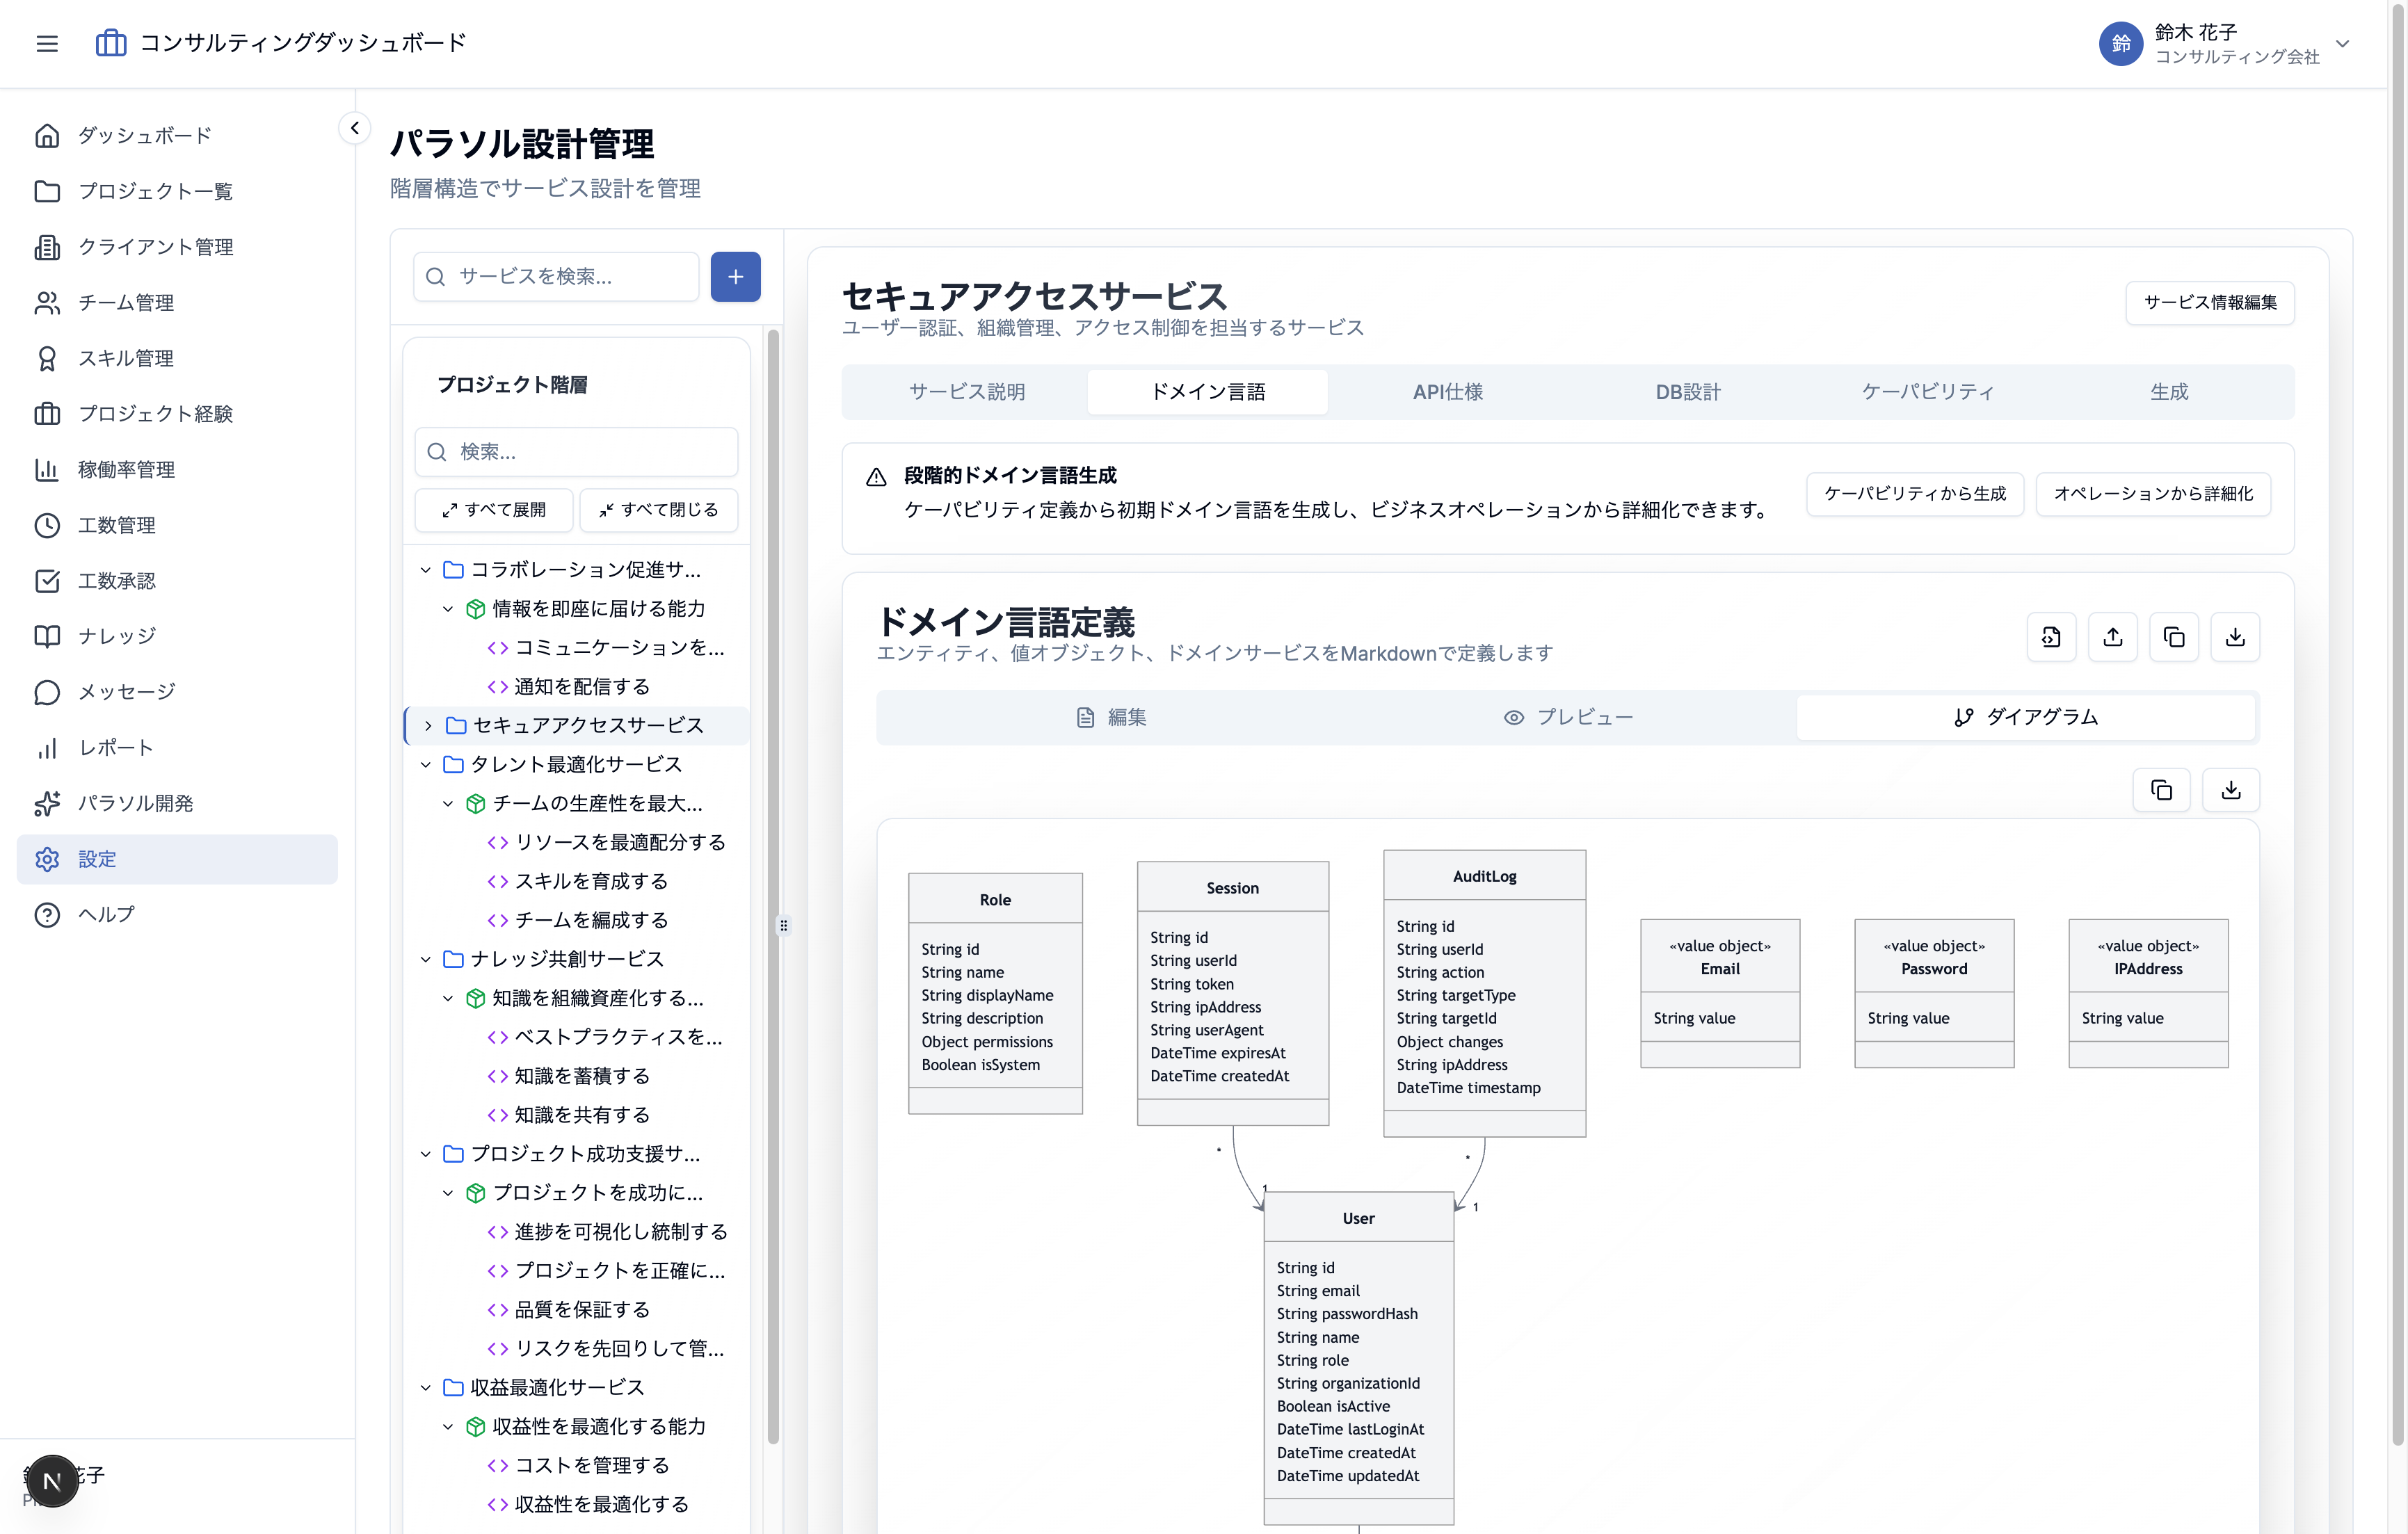 コンサルティングダッシュボード
鈴
鈴木 花子
コンサルティング会社
ダッシュボード
プロジェクト一覧
クライアント管理
チーム管理
スキル管理
プロジェクト経験
稼働率管理
工数管理
工数承認
ナレッジ
メッセージ
レポート
パラソル開発
設定
ヘルプ
花子
N
パラソル設計管理
階層構造でサービス設計を管理
サービスを検索...
+
プロジェクト階層
検索...
すべて展開
すべて閉じる
コラボレーション促進サ...
情報を即座に届ける能力
コミュニケーションを...
通知を配信する
セキュアアクセスサービス
タレント最適化サービス
チームの生産性を最大...
リソースを最適配分する
スキルを育成する
チームを編成する
ナレッジ共創サービス
知識を組織資産化する...
ベストプラクティスを...
知識を蓄積する
知識を共有する
プロジェクト成功支援サ...
プロジェクトを成功に...
進捗を可視化し統制する
プロジェクトを正確に...
品質を保証する
リスクを先回りして管...
収益最適化サービス
収益性を最適化する能力
コストを管理する
収益性を最適化する
セキュアアクセスサービス
ユーザー認証、組織管理、アクセス制御を担当するサービス
サービス情報編集
サービス説明
ドメイン言語
API仕様
DB設計
ケーパビリティ
生成
段階的ドメイン言語生成
ケーパビリティ定義から初期ドメイン言語を生成し、ビジネスオペレーションから詳細化できます。
ケーパビリティから生成
オペレーションから詳細化
ドメイン言語定義
エンティティ、値オブジェクト、ドメインサービスをMarkdownで定義します
編集
プレビュー
ダイアグラム
Role
String id
String name
String displayName
String description
Object permissions
Boolean isSystem
Session
String id
String userId
String token
String ipAddress
String userAgent
DateTime expiresAt
DateTime createdAt
AuditLog
String id
String userId
String action
String targetType
String targetId
Object changes
String ipAddress
DateTime timestamp
«value object»
Email
String value
«value object»
Password
String value
«value object»
IPAddress
String value
*
1
*
1
User
String id
String email
String passwordHash
String name
String role
String organizationId
Boolean isActive
DateTime lastLoginAt
DateTime createdAt
DateTime updatedAt